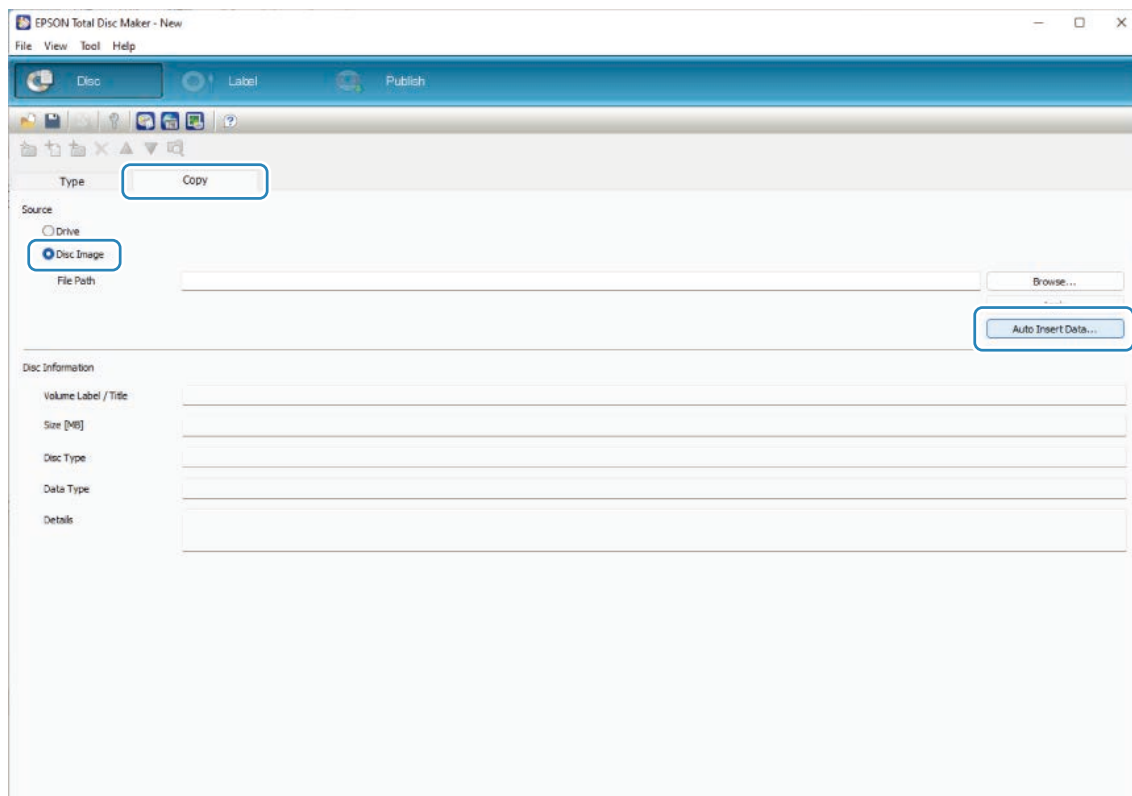 EPSON Total Disc Maker - New
File View Tool Help
Disc Label Publish
Type Copy
Source
Drive
Disc Image
File Path Browse...
Auto Insert Data...
Disc Information
Volume Label / Title
Size [MB]
Disc Type
Data Type
Details